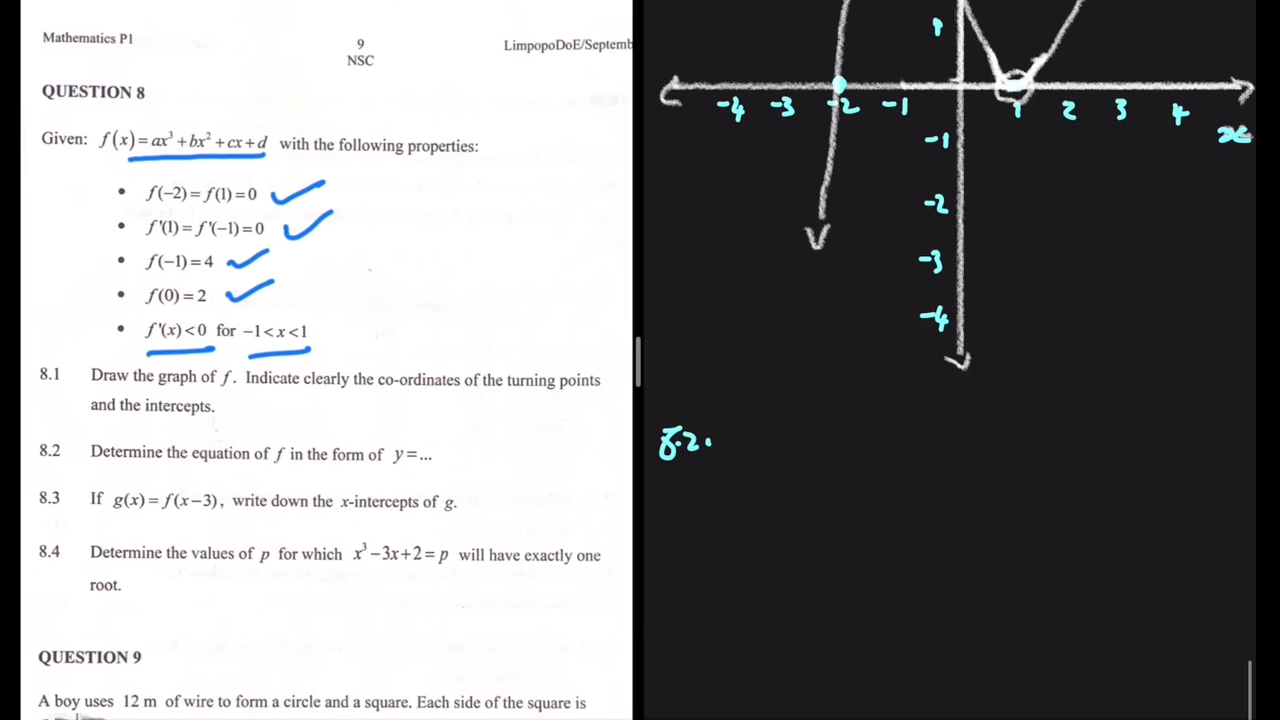 Mathematics P1
9
NSC
LimpopoDoE/Septemb
QUESTION 8
Given: f(x)=ax³+bx²+cx+d with the following properties:
• f(−2)=f(1)=0
• f'(1)=f'(−1)=0
• f(−1)=4
• f(0)=2
• f'(x)<0 for −1<x<1
8.1 Draw the graph of f. Indicate clearly the co-ordinates of the turning points
and the intercepts.
8.2 Determine the equation of f in the form of y=...
8.3 If g(x)=f(x−3), write down the x-intercepts of g.
8.4 Determine the values of p for which x³−3x+2=p will have exactly one
root.
QUESTION 9
A boy uses 12 m of wire to form a circle and a square. Each side of the square is
1
-4 -3 -2 -1 1 2 3 4
x
-1
-2
-3
-4
8.2.